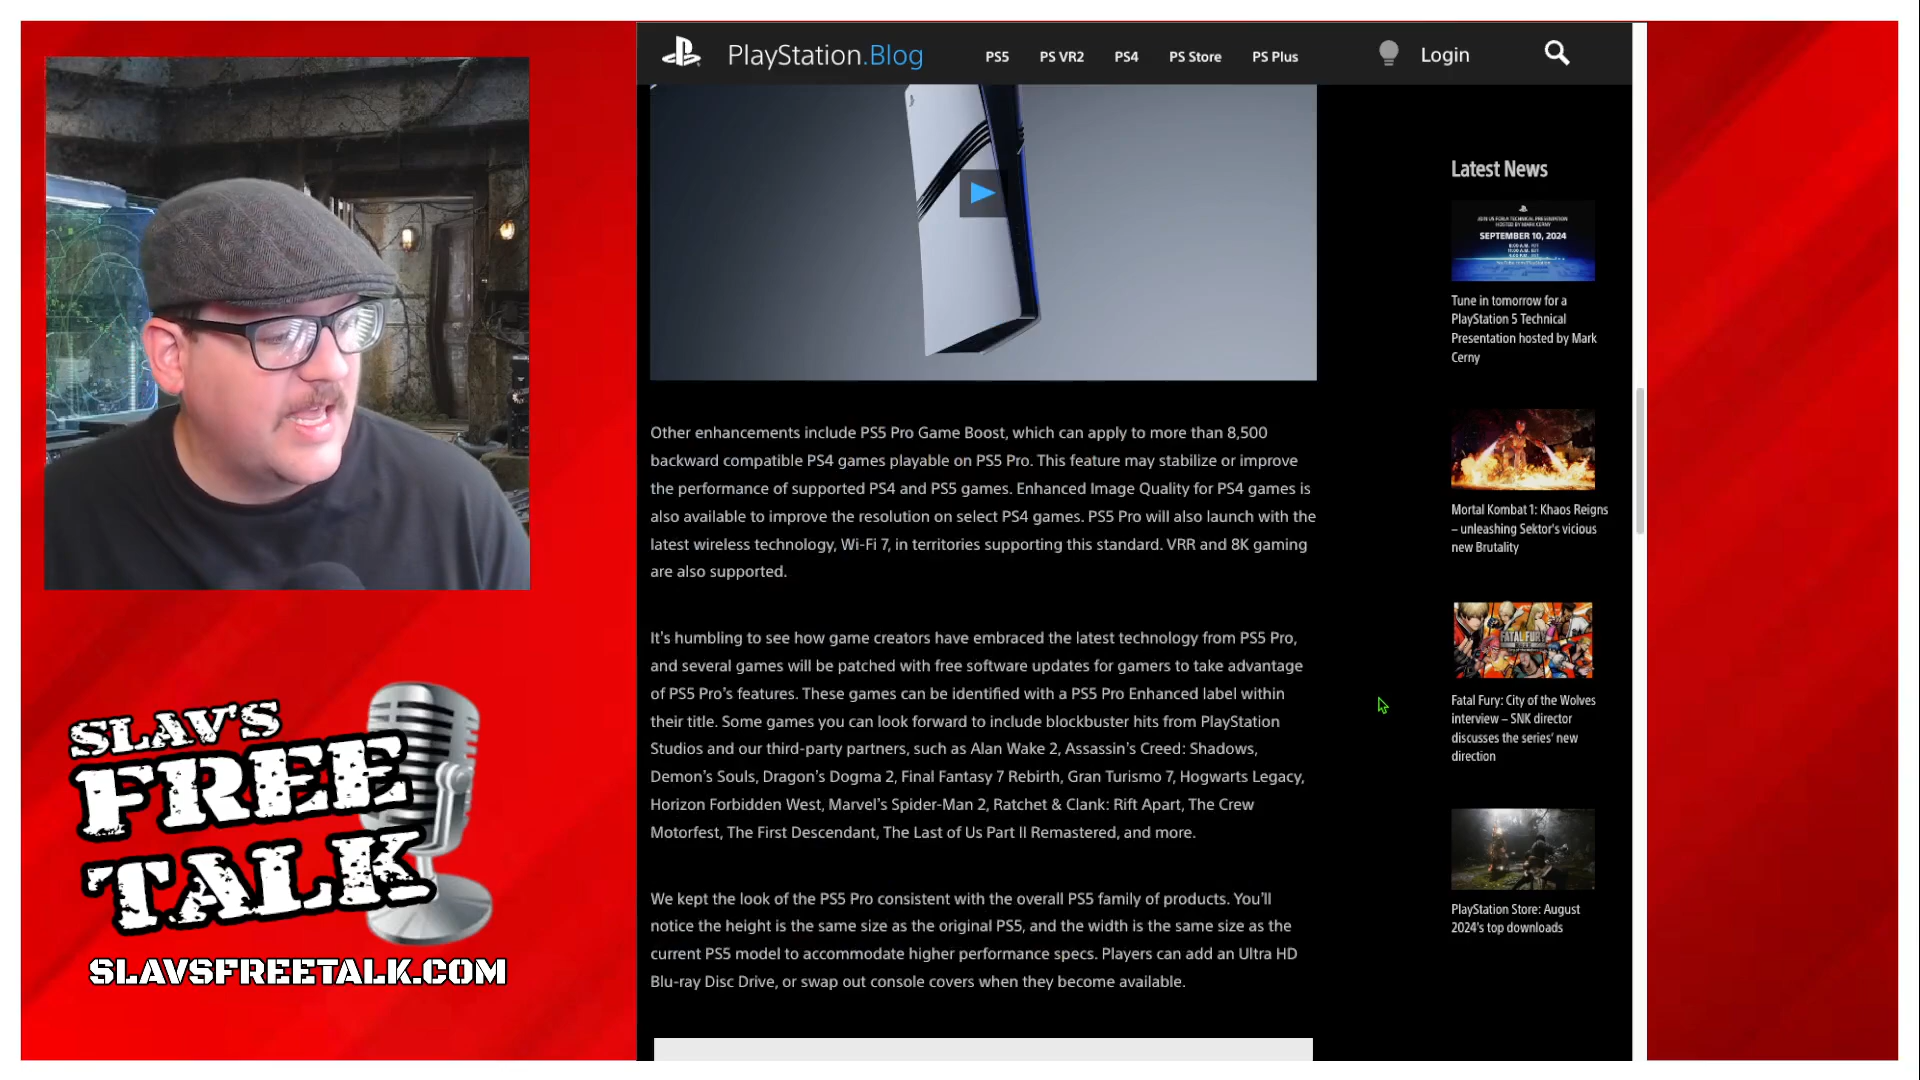 PlayStation.Blog
PS5
PS VR2
PS4
PS Store
PS Plus
Login
Other enhancements include PS5 Pro Game Boost, which can apply to more than 8,500
backward compatible PS4 games playable on PS5 Pro. This feature may stabilize or improve
the performance of supported PS4 and PS5 games. Enhanced Image Quality for PS4 games is
also available to improve the resolution on select PS4 games. PS5 Pro will also launch with the
latest wireless technology, Wi-Fi 7, in territories supporting this standard. VRR and 8K gaming
are also supported.
It's humbling to see how game creators have embraced the latest technology from PS5 Pro,
and several games will be patched with free software updates for gamers to take advantage
of PS5 Pro's features. These games can be identified with a PS5 Pro Enhanced label within
their title. Some games you can look forward to include blockbuster hits from PlayStation
Studios and our third-party partners, such as Alan Wake 2, Assassin's Creed: Shadows,
Demon's Souls, Dragon's Dogma 2, Final Fantasy 7 Rebirth, Gran Turismo 7, Hogwarts Legacy,
Horizon Forbidden West, Marvel's Spider-Man 2, Ratchet & Clank: Rift Apart, The Crew
Motorfest, The First Descendant, The Last of Us Part II Remastered, and more.
We kept the look of the PS5 Pro consistent with the overall PS5 family of products. You'll
notice the height is the same size as the original PS5, and the width is the same size as the
current PS5 model to accommodate higher performance specs. Players can add an Ultra HD
Blu-ray Disc Drive, or swap out console covers when they become available.
Latest News
JOIN US FOR A TECHNICAL PRESENTATION
HOSTED BY MARK CERNY
SEPTEMBER 10, 2024
Tune in tomorrow for a
PlayStation 5 Technical
Presentation hosted by Mark
Cerny
Mortal Kombat 1: Khaos Reigns
– unleashing Sektor's vicious
new Brutality
FATAL FURY
Fatal Fury: City of the Wolves
interview – SNK director
discusses the series' new
direction
PlayStation Store: August
2024's top downloads
SLAV'S
FREE
TALK
SLAVSFREETALK.COM